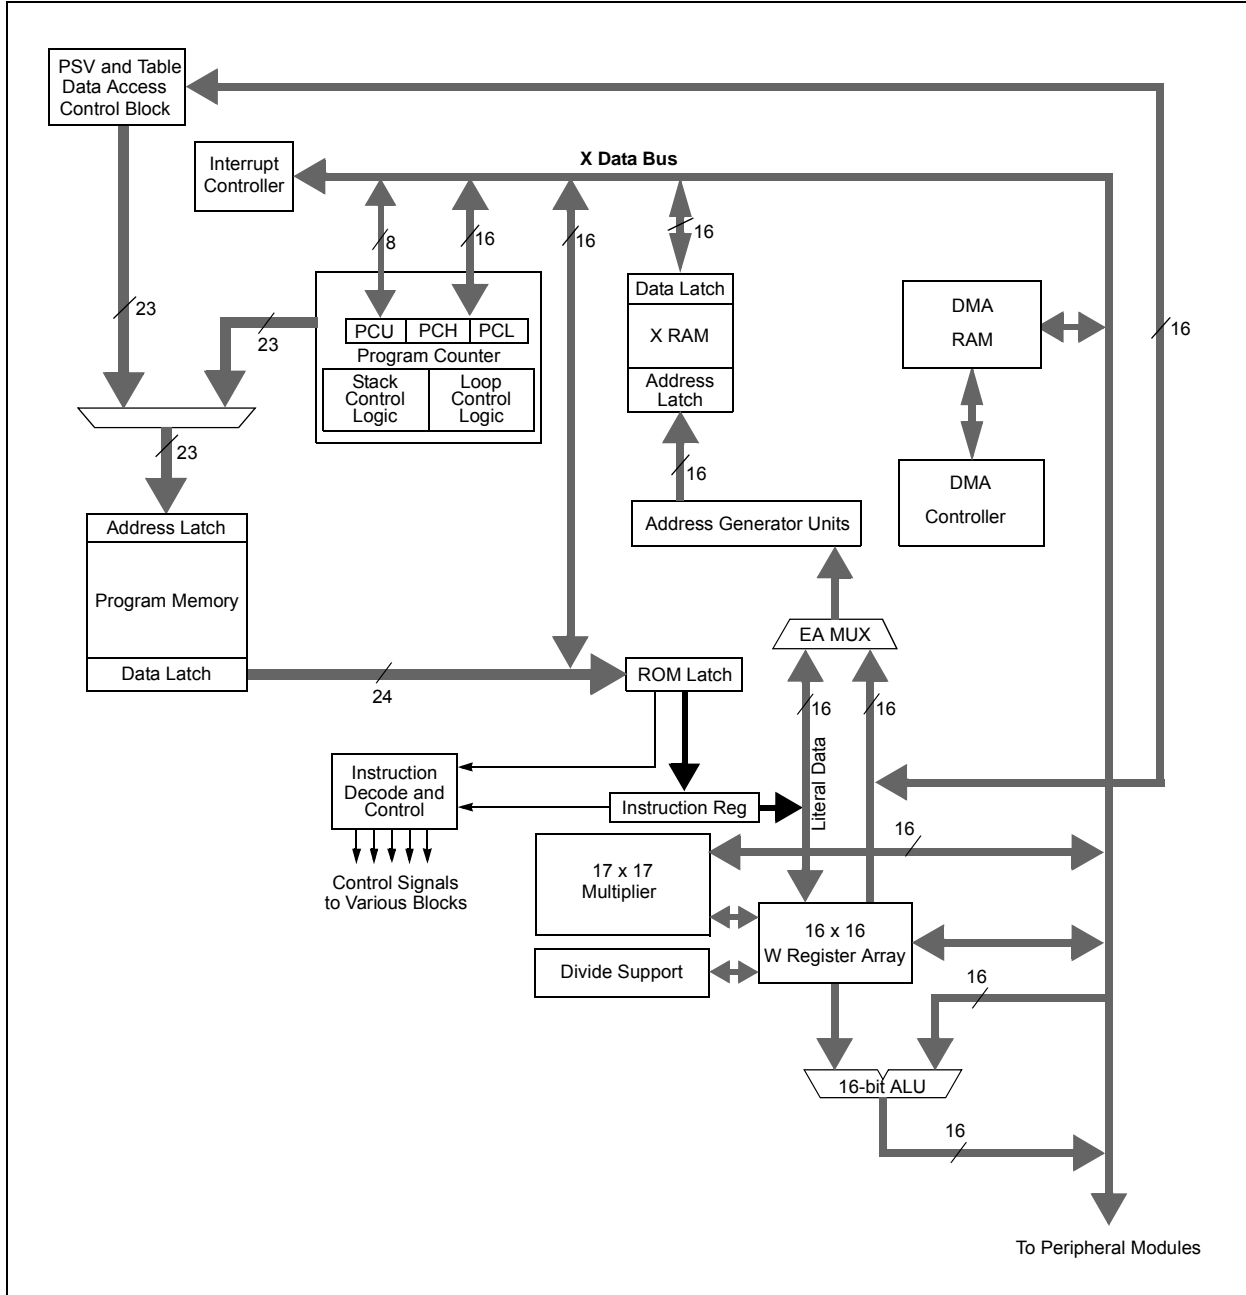 PSV and Table
Data Access
Control Block
Interrupt
Controller
X Data Bus
8
16
16
16
16
23
23
23
PCU
PCH
PCL
Program Counter
Stack
Control
Logic
Loop
Control
Logic
Data Latch
X RAM
Address
Latch
16
DMA
RAM
DMA
Controller
Address Generator Units
Address Latch
Program Memory
Data Latch
24
ROM Latch
EA MUX
16
16
Literal Data
Instruction
Decode and
Control
Instruction Reg
Control Signals
to Various Blocks
17 x 17
Multiplier
16
16 x 16
W Register Array
Divide Support
16
16-bit ALU
16
To Peripheral Modules